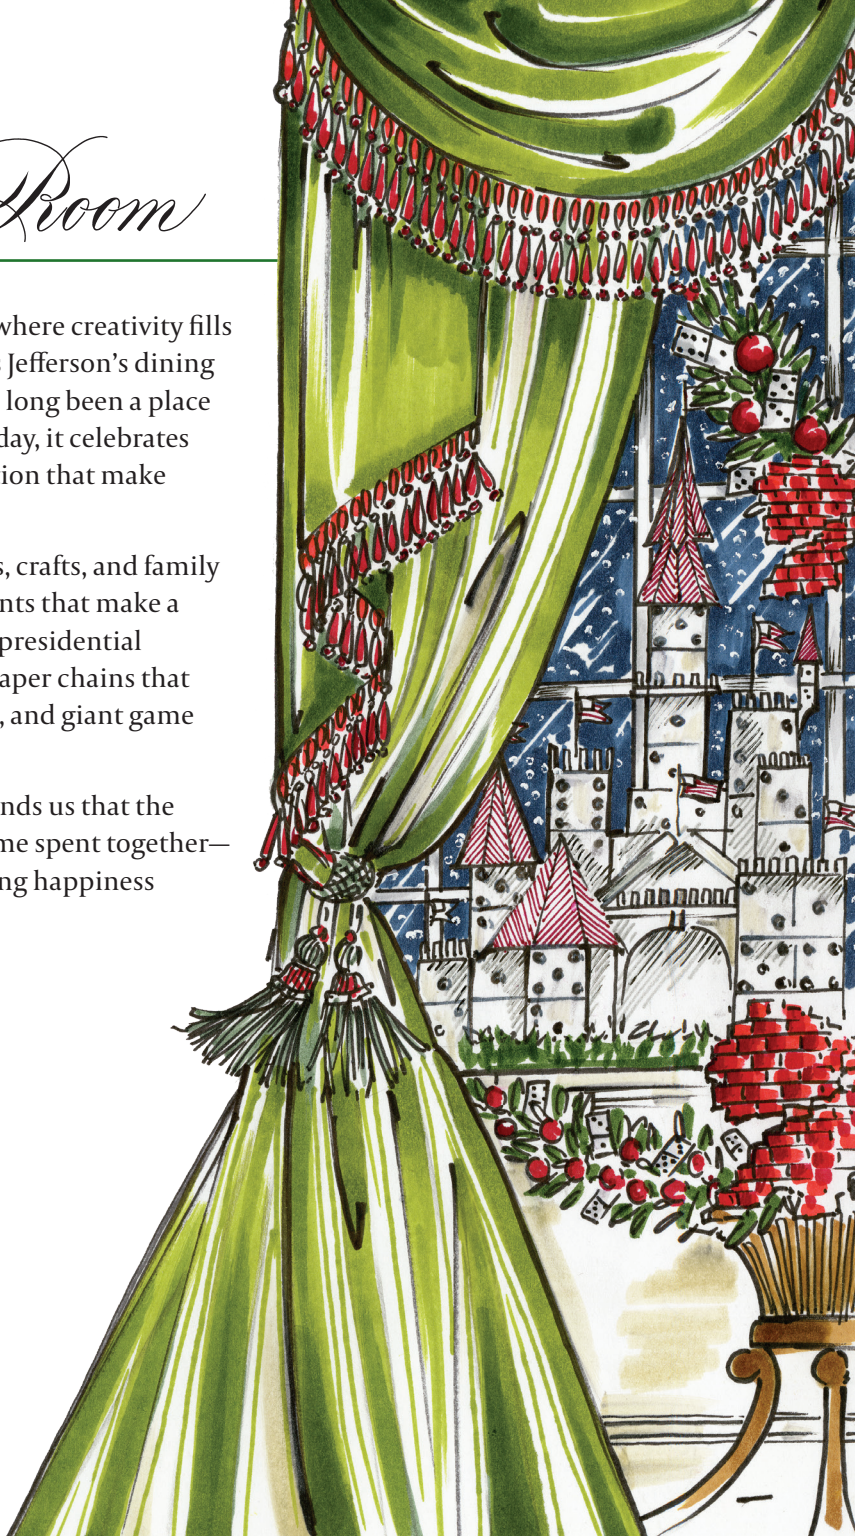 Room
where creativity fills
Jefferson’s dining
long been a place
day, it celebrates
ion that make
s, crafts, and family
nts that make a
presidential
aper chains that
, and giant game
nds us that the
me spent together—
ng happiness